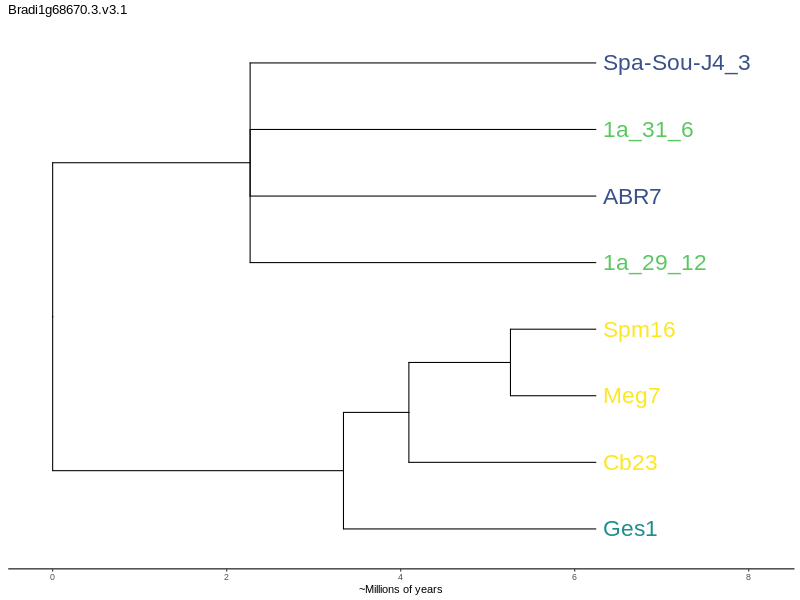 Bradi1g68670.3.v3.1
Spa-Sou-J4_3
1a_31_6
ABR7
1a_29_12
Spm16
Meg7
Cb23
Ges1
0 2 4 6 8
~Millions of years